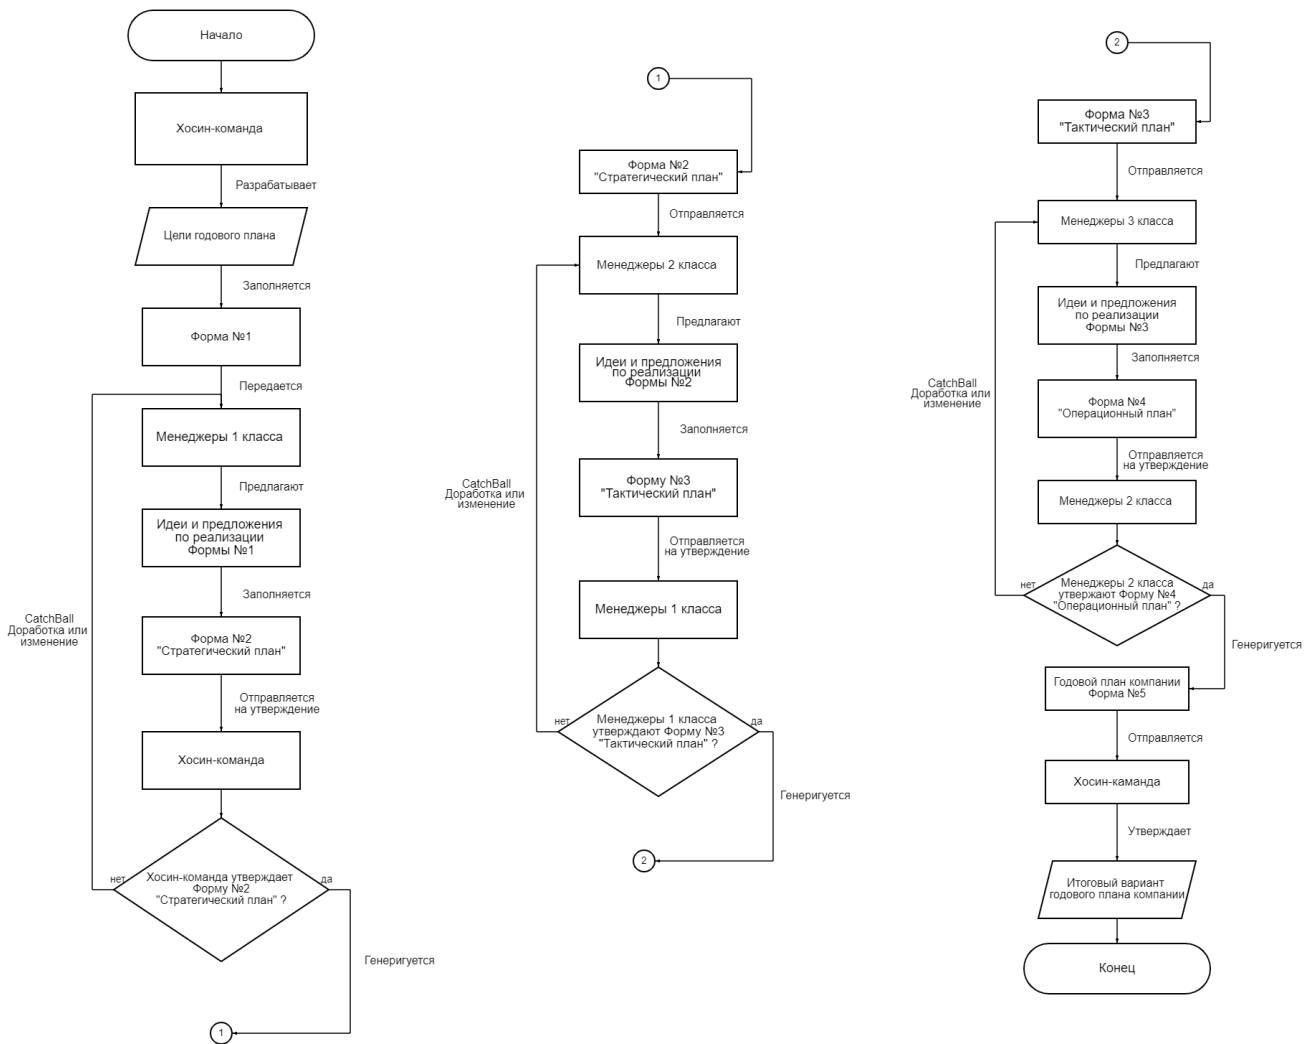 Начало
Хосин-команда
Разрабатывает
Цели годового плана
Заполняется
Форма №1
Передается
Менеджеры 1 класса
Предлагают
Идеи и предложения
по реализации
Формы №1
Заполняется
CatchBall
Доработка или
изменение
Форма №2
"Стратегический план"
Отправляется
на утверждение
Хосин-команда
Хосин-команда утверждает
Форму №2
"Стратегический план" ?
нет
да
Генеригуется
1
1
Форма №2
"Стратегический план"
Отправляется
Менеджеры 2 класса
Предлагают
Идеи и предложения
по реализации
Формы №2
Заполняется
CatchBall
Доработка или
изменение
Форму №3
"Тактический план"
Отправляется
на утверждение
Менеджеры 1 класса
Менеджеры 1 класса
утверждают Форму №3
"Тактический план" ?
нет
да
Генеригуется
2
2
Форма №3
"Тактический план"
Отправляется
Менеджеры 3 класса
Предлагают
Идеи и предложения
по реализации
Формы №3
Заполняется
CatchBall
Доработка или
изменение
Форма №4
"Операционный план"
Отправляется
на утверждение
Менеджеры 2 класса
Менеджеры 2 класса
утвержают Форму №4
"Операционный план" ?
нет
да
Генеригуется
Годовой план компании
Форма №5
Отправляется
Хосин-каманда
Утверждает
Итоговый вариант
годового плана компании
Конец